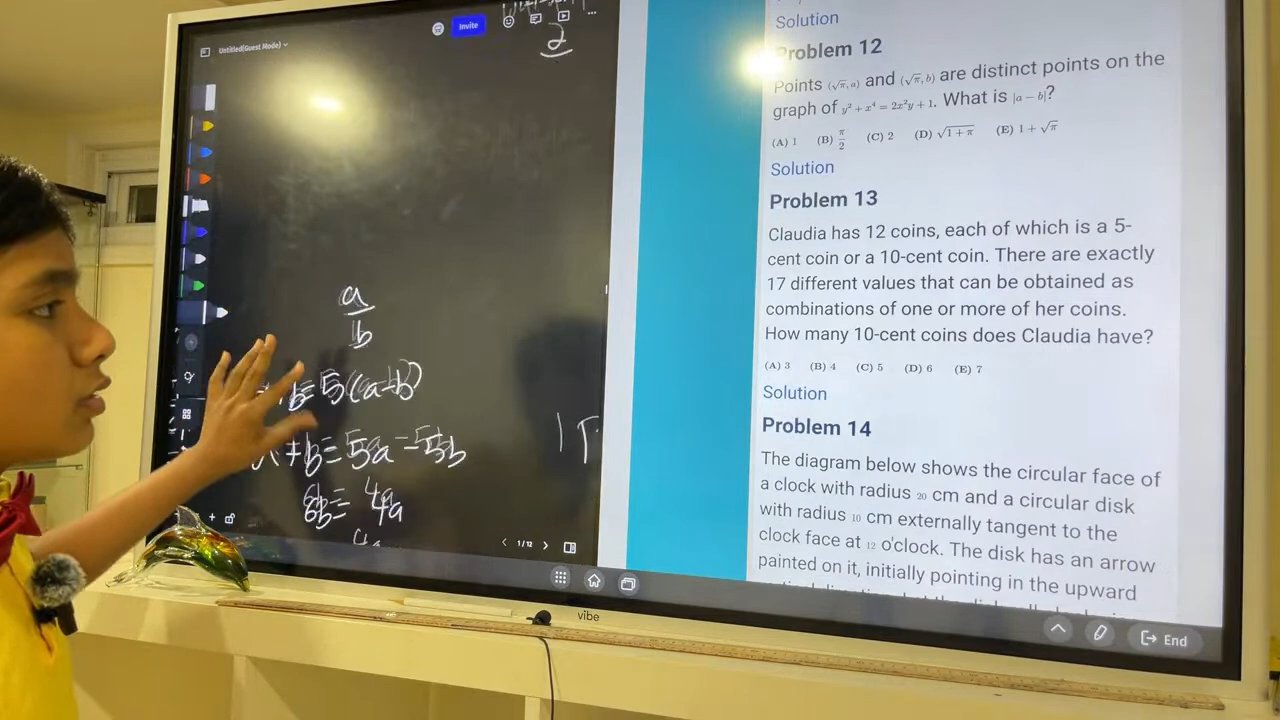 Untitled(Guest Mode)
Invite
2
a
b
b = 5(a-b)
+b = 5a - 5b
6b = 4a
4a
1/12
Solution
Problem 12
Points (√π, a) and (√π, b) are distinct points on the
graph of y² + x⁴ = 2x²y + 1. What is |a − b|?
(A) 1 (B) π/2 (C) 2 (D) √1+π (E) 1 + √π
Solution
Problem 13
Claudia has 12 coins, each of which is a 5-
cent coin or a 10-cent coin. There are exactly
17 different values that can be obtained as
combinations of one or more of her coins.
How many 10-cent coins does Claudia have?
(A) 3 (B) 4 (C) 5 (D) 6 (E) 7
Solution
Problem 14
The diagram below shows the circular face of
a clock with radius 20 cm and a circular disk
with radius 10 cm externally tangent to the
clock face at 12 o'clock. The disk has an arrow
painted on it, initially pointing in the upward
End
vibe